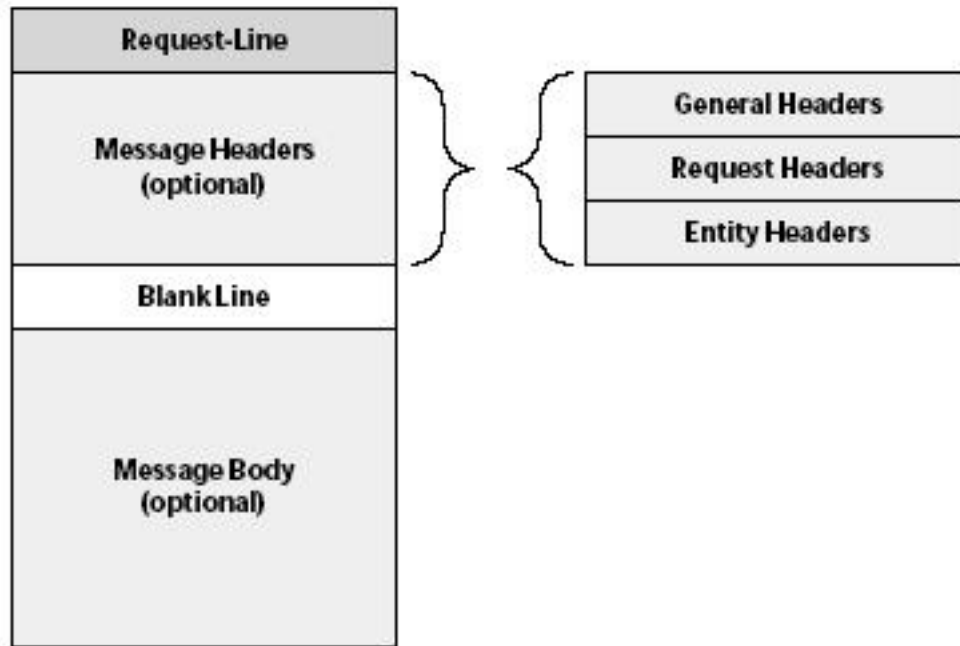 Request-Line
Message Headers
(optional)
General Headers
Request Headers
Entity Headers
Blank Line
Message Body
(optional)